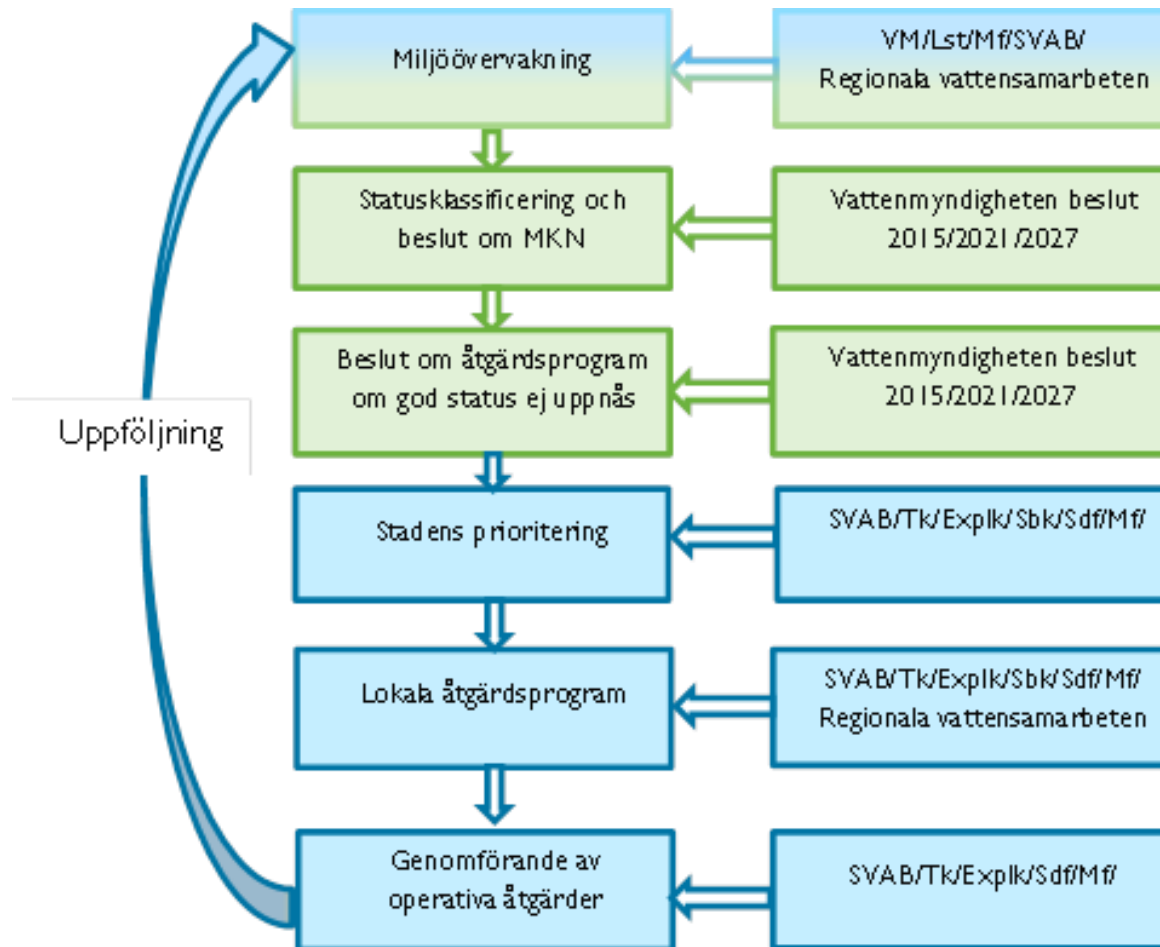 Miljöövervakning
VM/Lst/Mf/SVAB/
Regionala vattensamarbeten
Statusklassificering och
beslut om MKN
Vattenmyndigheten beslut
2015/2021/2027
Beslut om åtgärdsprogram
om god status ej uppnås
Vattenmyndigheten beslut
2015/2021/2027
Uppföljning
Stadens prioritering
SVAB/Tk/Explk/Sbk/Sdf/Mf/
Lokala åtgärdsprogram
SVAB/Tk/Explk/Sbk/Sdf/Mf/
Regionala vattensamarbeten
Genomförande av
operativa åtgärder
SVAB/Tk/Explk/Sdf/Mf/